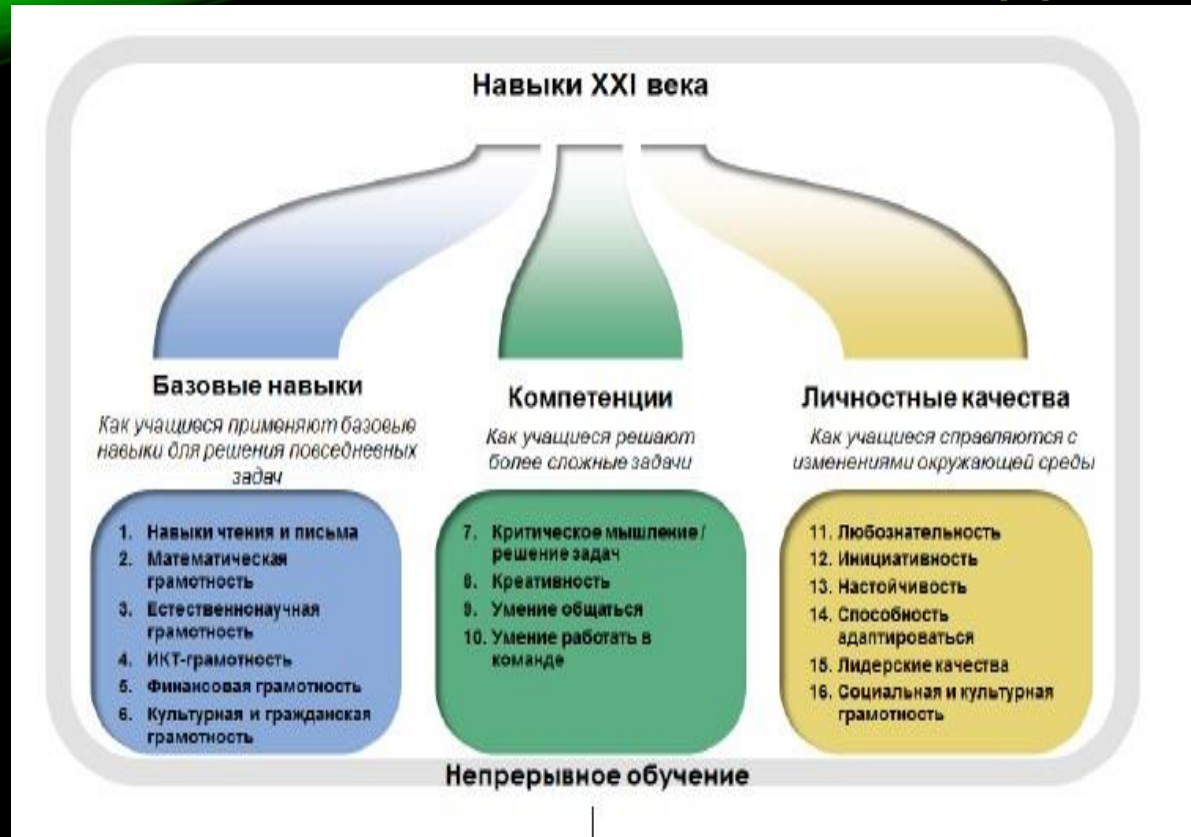 Навыки XXI века
Базовые навыки
Как учащиеся применяют базовые
навыки для решения повседневных
задач
1. Навыки чтения и письма
2. Математическая
грамотность
3. Естественнонаучная
грамотность
4. ИКТ-грамотность
5. Финансовая грамотность
6. Культурная и гражданская
грамотность
Компетенции
Как учащиеся решают
более сложные задачи
7. Критическое мышление/
решение задач
8. Креативность
9. Умение общаться
10. Умение работать в
команде
Личностные качества
Как учащиеся справляются с
изменениями окружающей среды
11. Любознательность
12. Инициативность
13. Настойчивость
14. Способность
адаптироваться
15. Лидерские качества
16. Социальная и культурная
грамотность
Непрерывное обучение